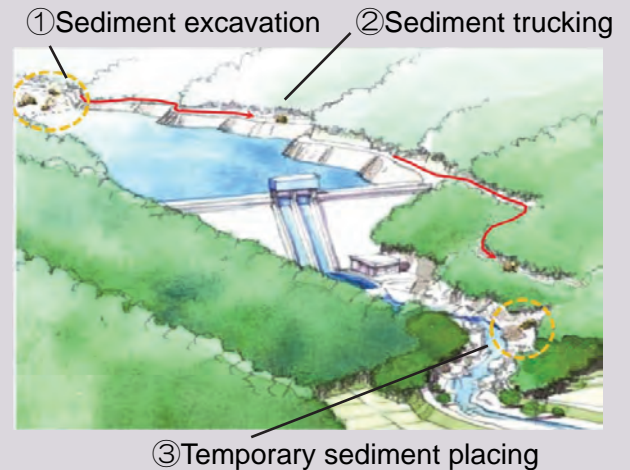 ①Sediment excavation
②Sediment trucking
③Temporary sediment placing